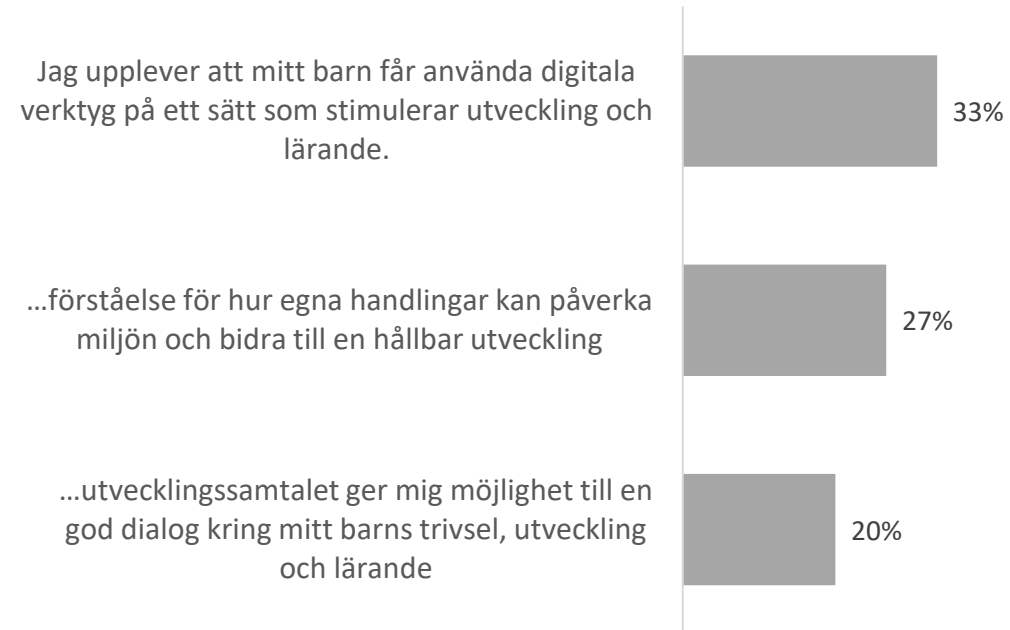 Jag upplever att mitt barn får använda digitala
verktyg på ett sätt som stimulerar utveckling och
lärande.
33%
…förståelse för hur egna handlingar kan påverka
miljön och bidra till en hållbar utveckling
27%
…utvecklingssamtalet ger mig möjlighet till en
god dialog kring mitt barns trivsel, utveckling
och lärande
20%